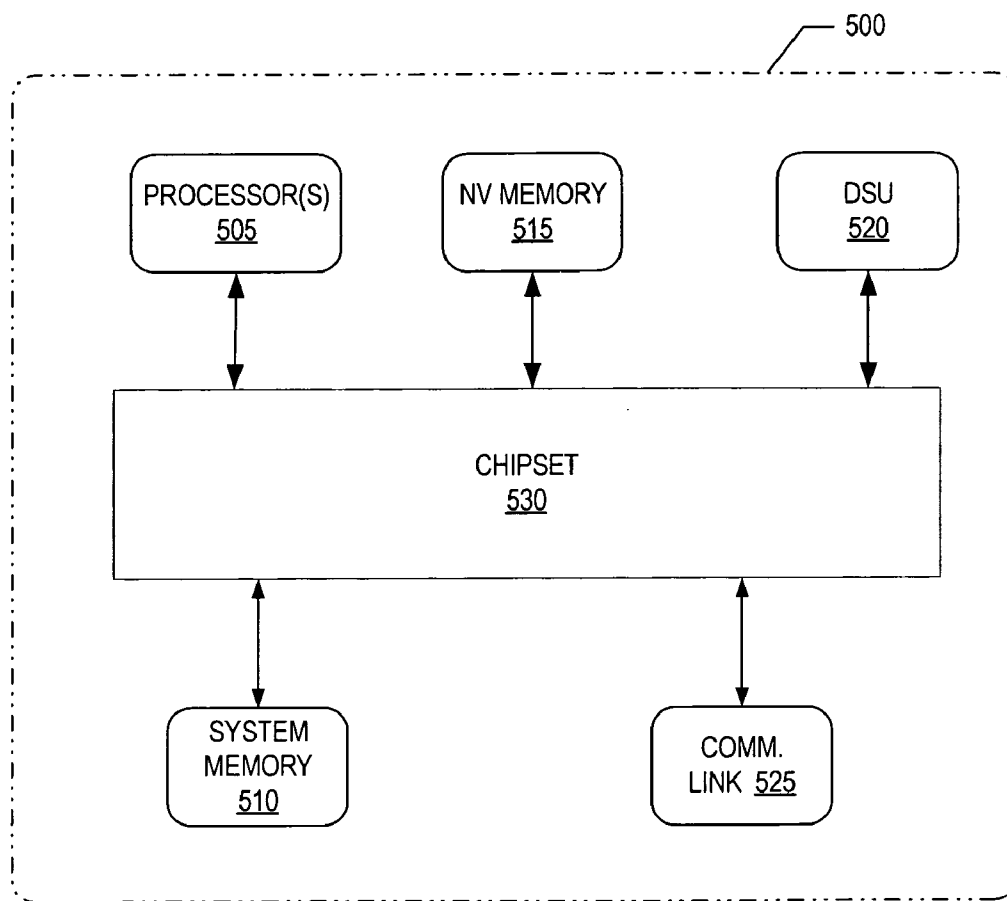 500
PROCESSOR(S)
505
NV MEMORY
515
DSU
520
CHIPSET
530
SYSTEM
MEMORY
510
COMM.
LINK 525